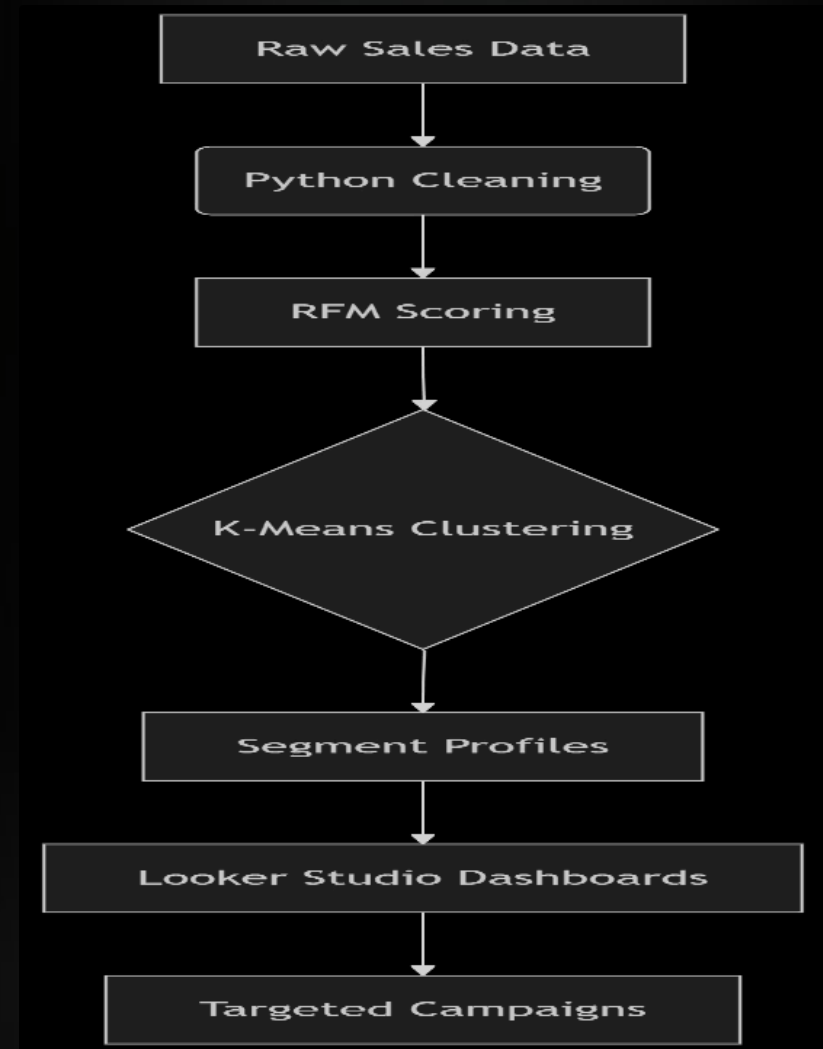 Raw Sales Data
Python Cleaning
RFM Scoring
K-Means Clustering
Segment Profiles
Looker Studio Dashboards
Targeted Campaigns